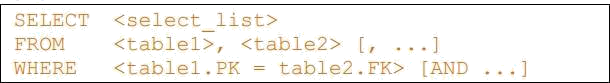 SELECT <select_list>
FROM <table1>, <table2> [, ...]
WHERE <table1.PK = table2.FK> [AND ...]